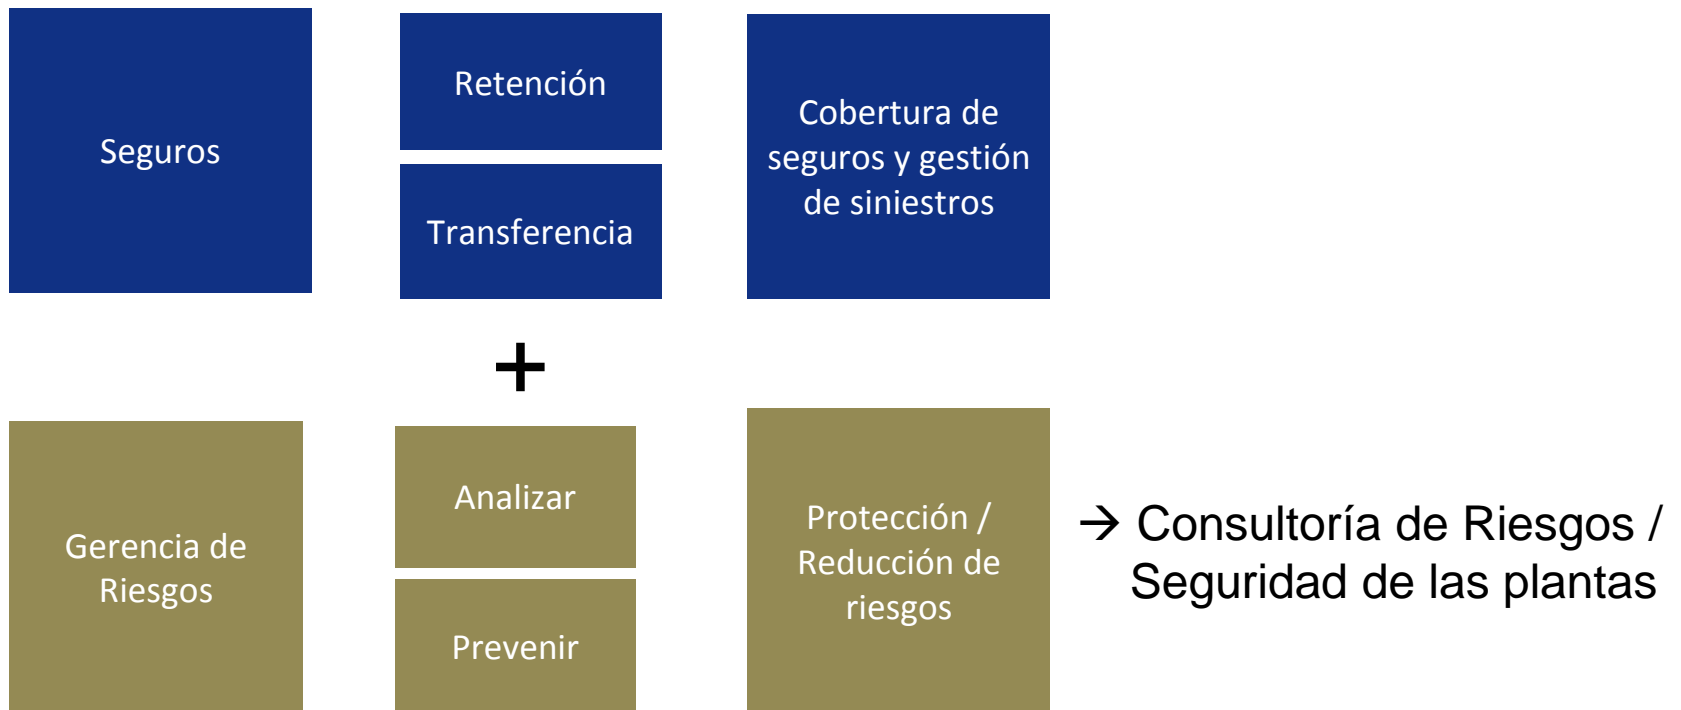 Seguros
Retención
Transferencia
Cobertura de
seguros y gestión
de siniestros
+
Gerencia de
Riesgos
Analizar
Prevenir
Protección /
Reducción de
riesgos
→ Consultoría de Riesgos /
Seguridad de las plantas